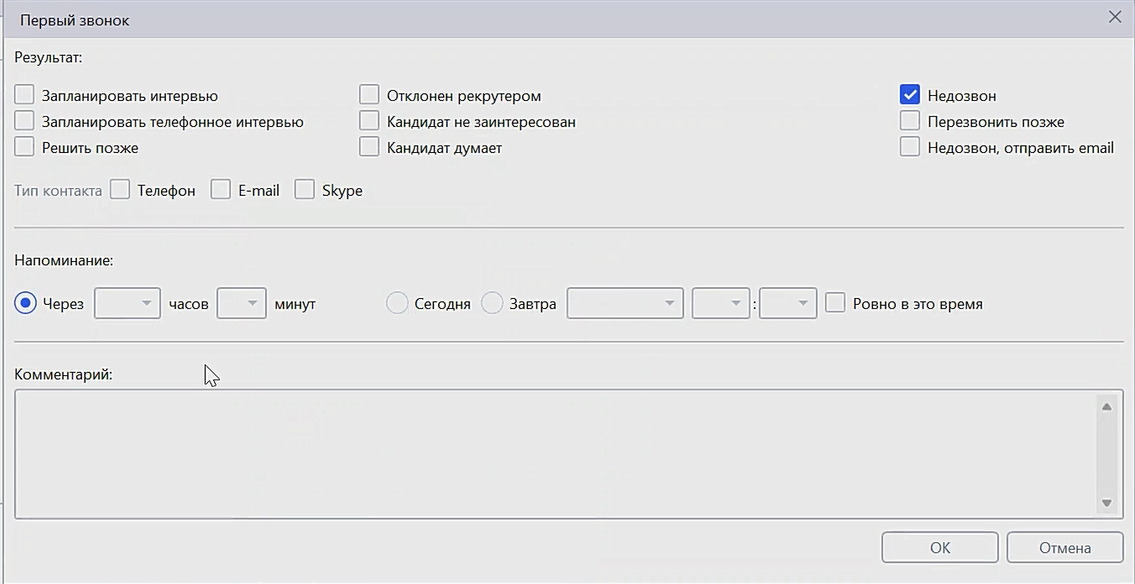 Первый звонок
Результат:
Запланировать интервью Отклонен рекрутером Недозвон
Запланировать телефонное интервью Кандидат не заинтересован Перезвонить позже
Решить позже Кандидат думает Недозвон, отправить email
Тип контакта Телефон E-mail Skype
Напоминание:
Через часов минут Сегодня Завтра : Ровно в это время
Комментарий:
ОК Отмена